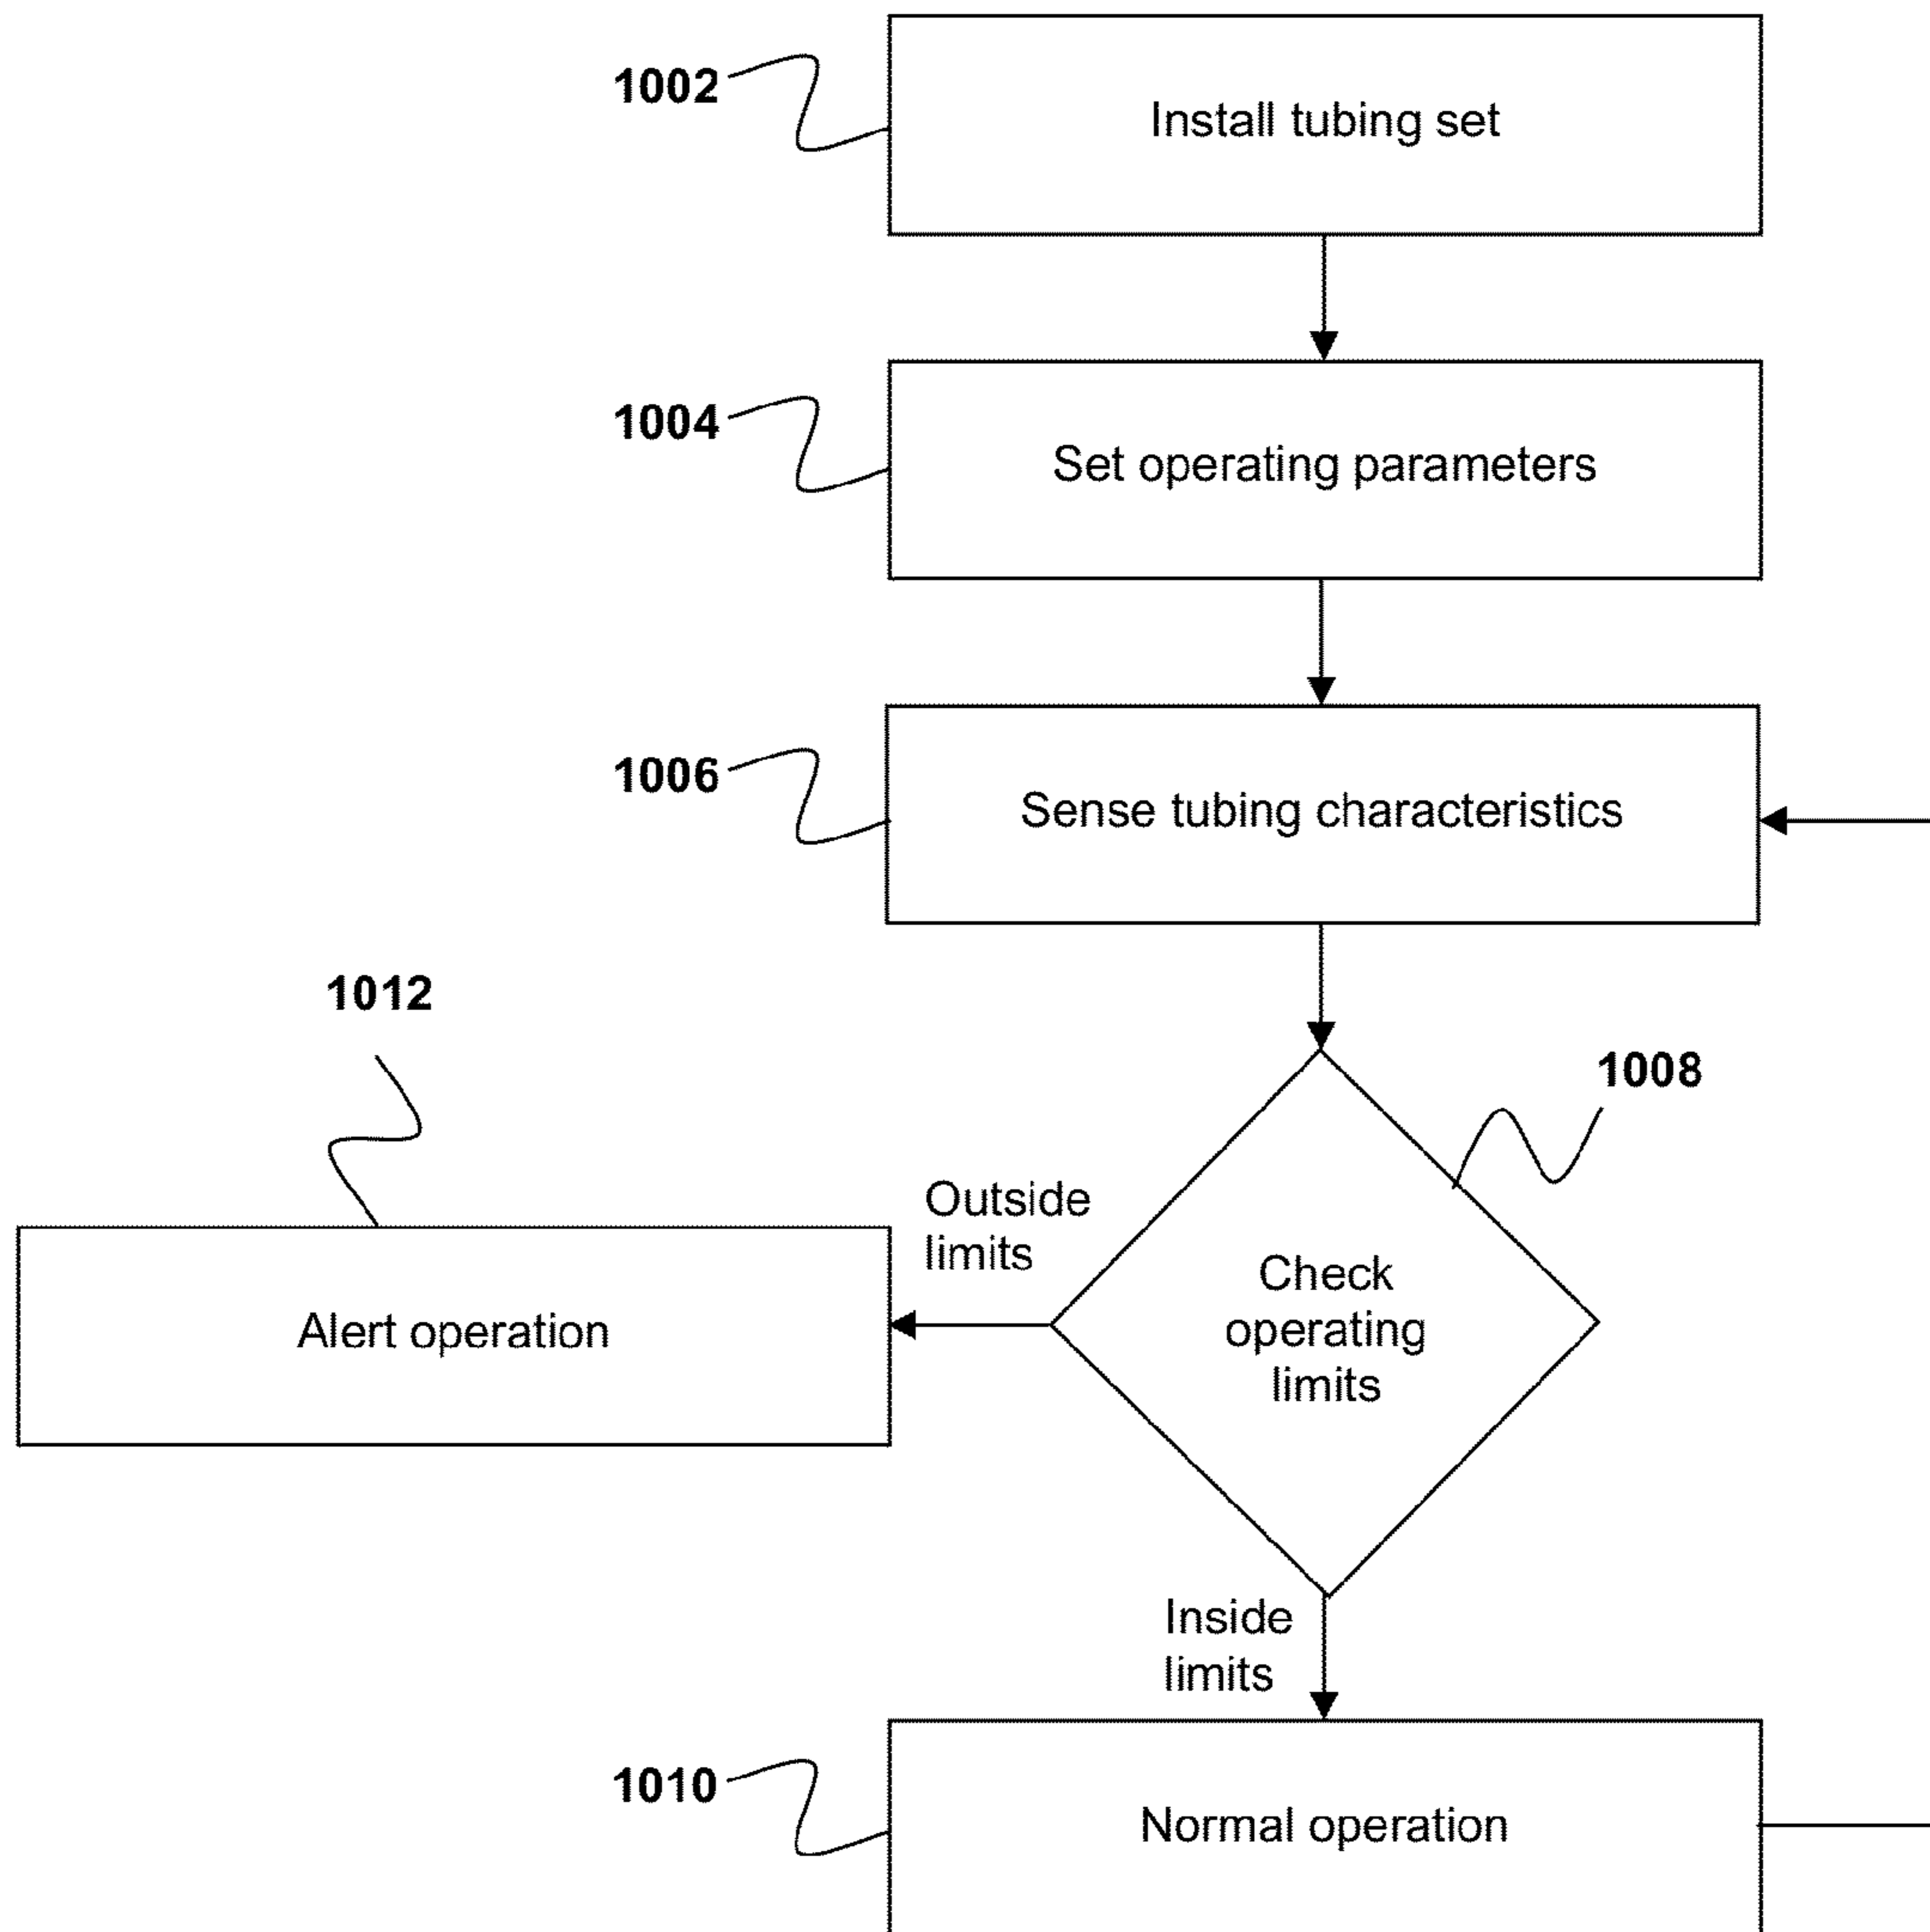 1002
Install tubing set
1004
Set operating parameters
1006
Sense tubing characteristics
1012
1008
Outside
limits
Check
operating
limits
Alert operation
Inside
limits
1010
Normal operation